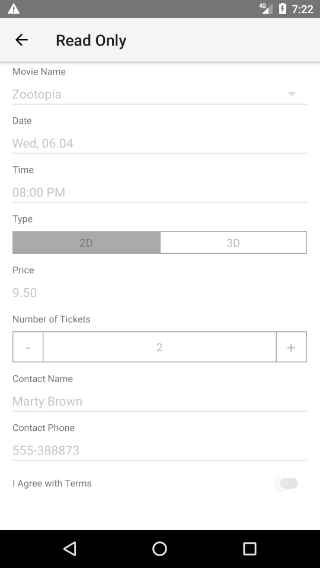 4G 7:22
Read Only
Movie Name
Zootopia
Date
Wed, 06.04
Time
08:00 PM
Type
2D 3D
Price
9.50
Number of Tickets
- 2 +
Contact Name
Marty Brown
Contact Phone
555-388873
I Agree with Terms